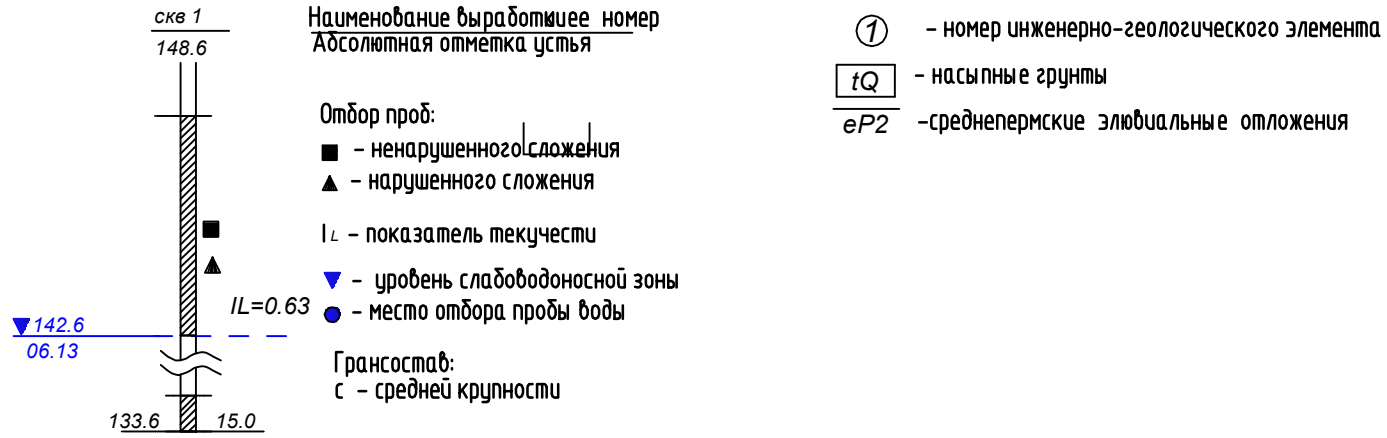 скв 1
148.6
Наименование выработкиее номер
Абсолютная отметка устья
Отбор проб:
– ненарушенного сложения
– нарушенного сложения
IL – показатель текучести
– уровень слабоводоносной зоны
IL=0.63
– место отбора пробы воды
142.6
06.13
Грансостав:
с – средней крупности
133.6 15.0
1 – номер инженерно-геологического элемента
tQ – насыпные грунты
eP2 –среднепермские элювиальные отложения